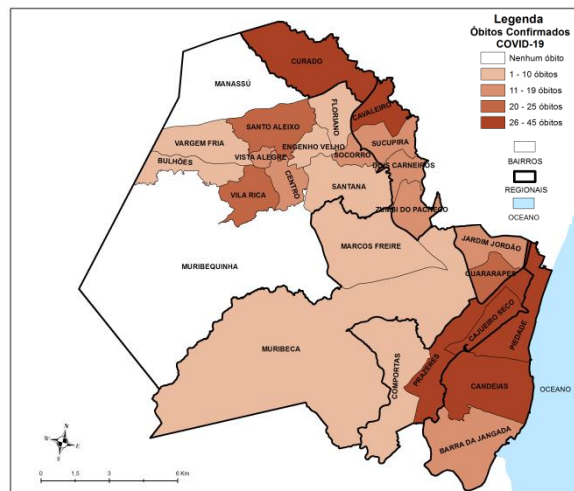 Legenda
Óbitos Confirmados
COVID-19
Nenhum óbito
1 - 10 óbitos
11 - 19 óbitos
20 - 25 óbitos
26 - 45 óbitos
BAIRROS
REGIONAIS
OCEANO
CURADO
MANASSÚ
CAVALEIRO
FLORIANO
SANTO ALEIXO
VARGEM FRIA
ENGENHO VELHO
SUCUPIRA
BULHÕES
VISTA ALEGRE
SOCORRO
DOIS CARNEIROS
CENTRO
VILA RICA
SANTANA
ZUMBI DO PACHECO
MARCOS FREIRE
JARDIM JORDÃO
MURIBEQUINHA
GUARARAPES
CAJUEIRO SECO
PIEDADE
MURIBECA
COMPORTAS
PRAZERES
CANDEIAS
OCEANO
BARRA DA JANGADA
N
W E
S
0 1,5 3 6 Km